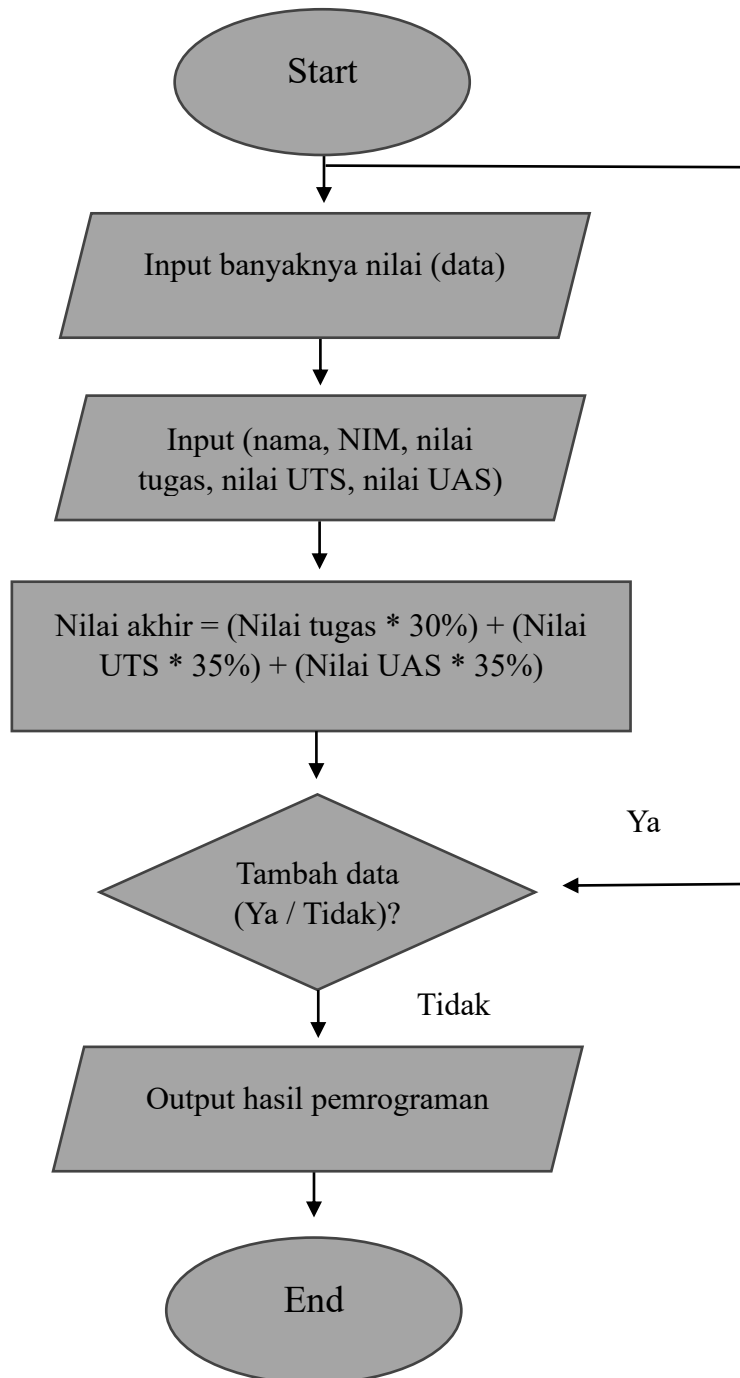 Start
Input banyaknya nilai (data)
Input (nama, NIM, nilai
tugas, nilai UTS, nilai UAS)
Nilai akhir = (Nilai tugas * 30%) + (Nilai
UTS * 35%) + (Nilai UAS * 35%)
Ya
Tambah data
(Ya / Tidak)?
Tidak
Output hasil pemrograman
End